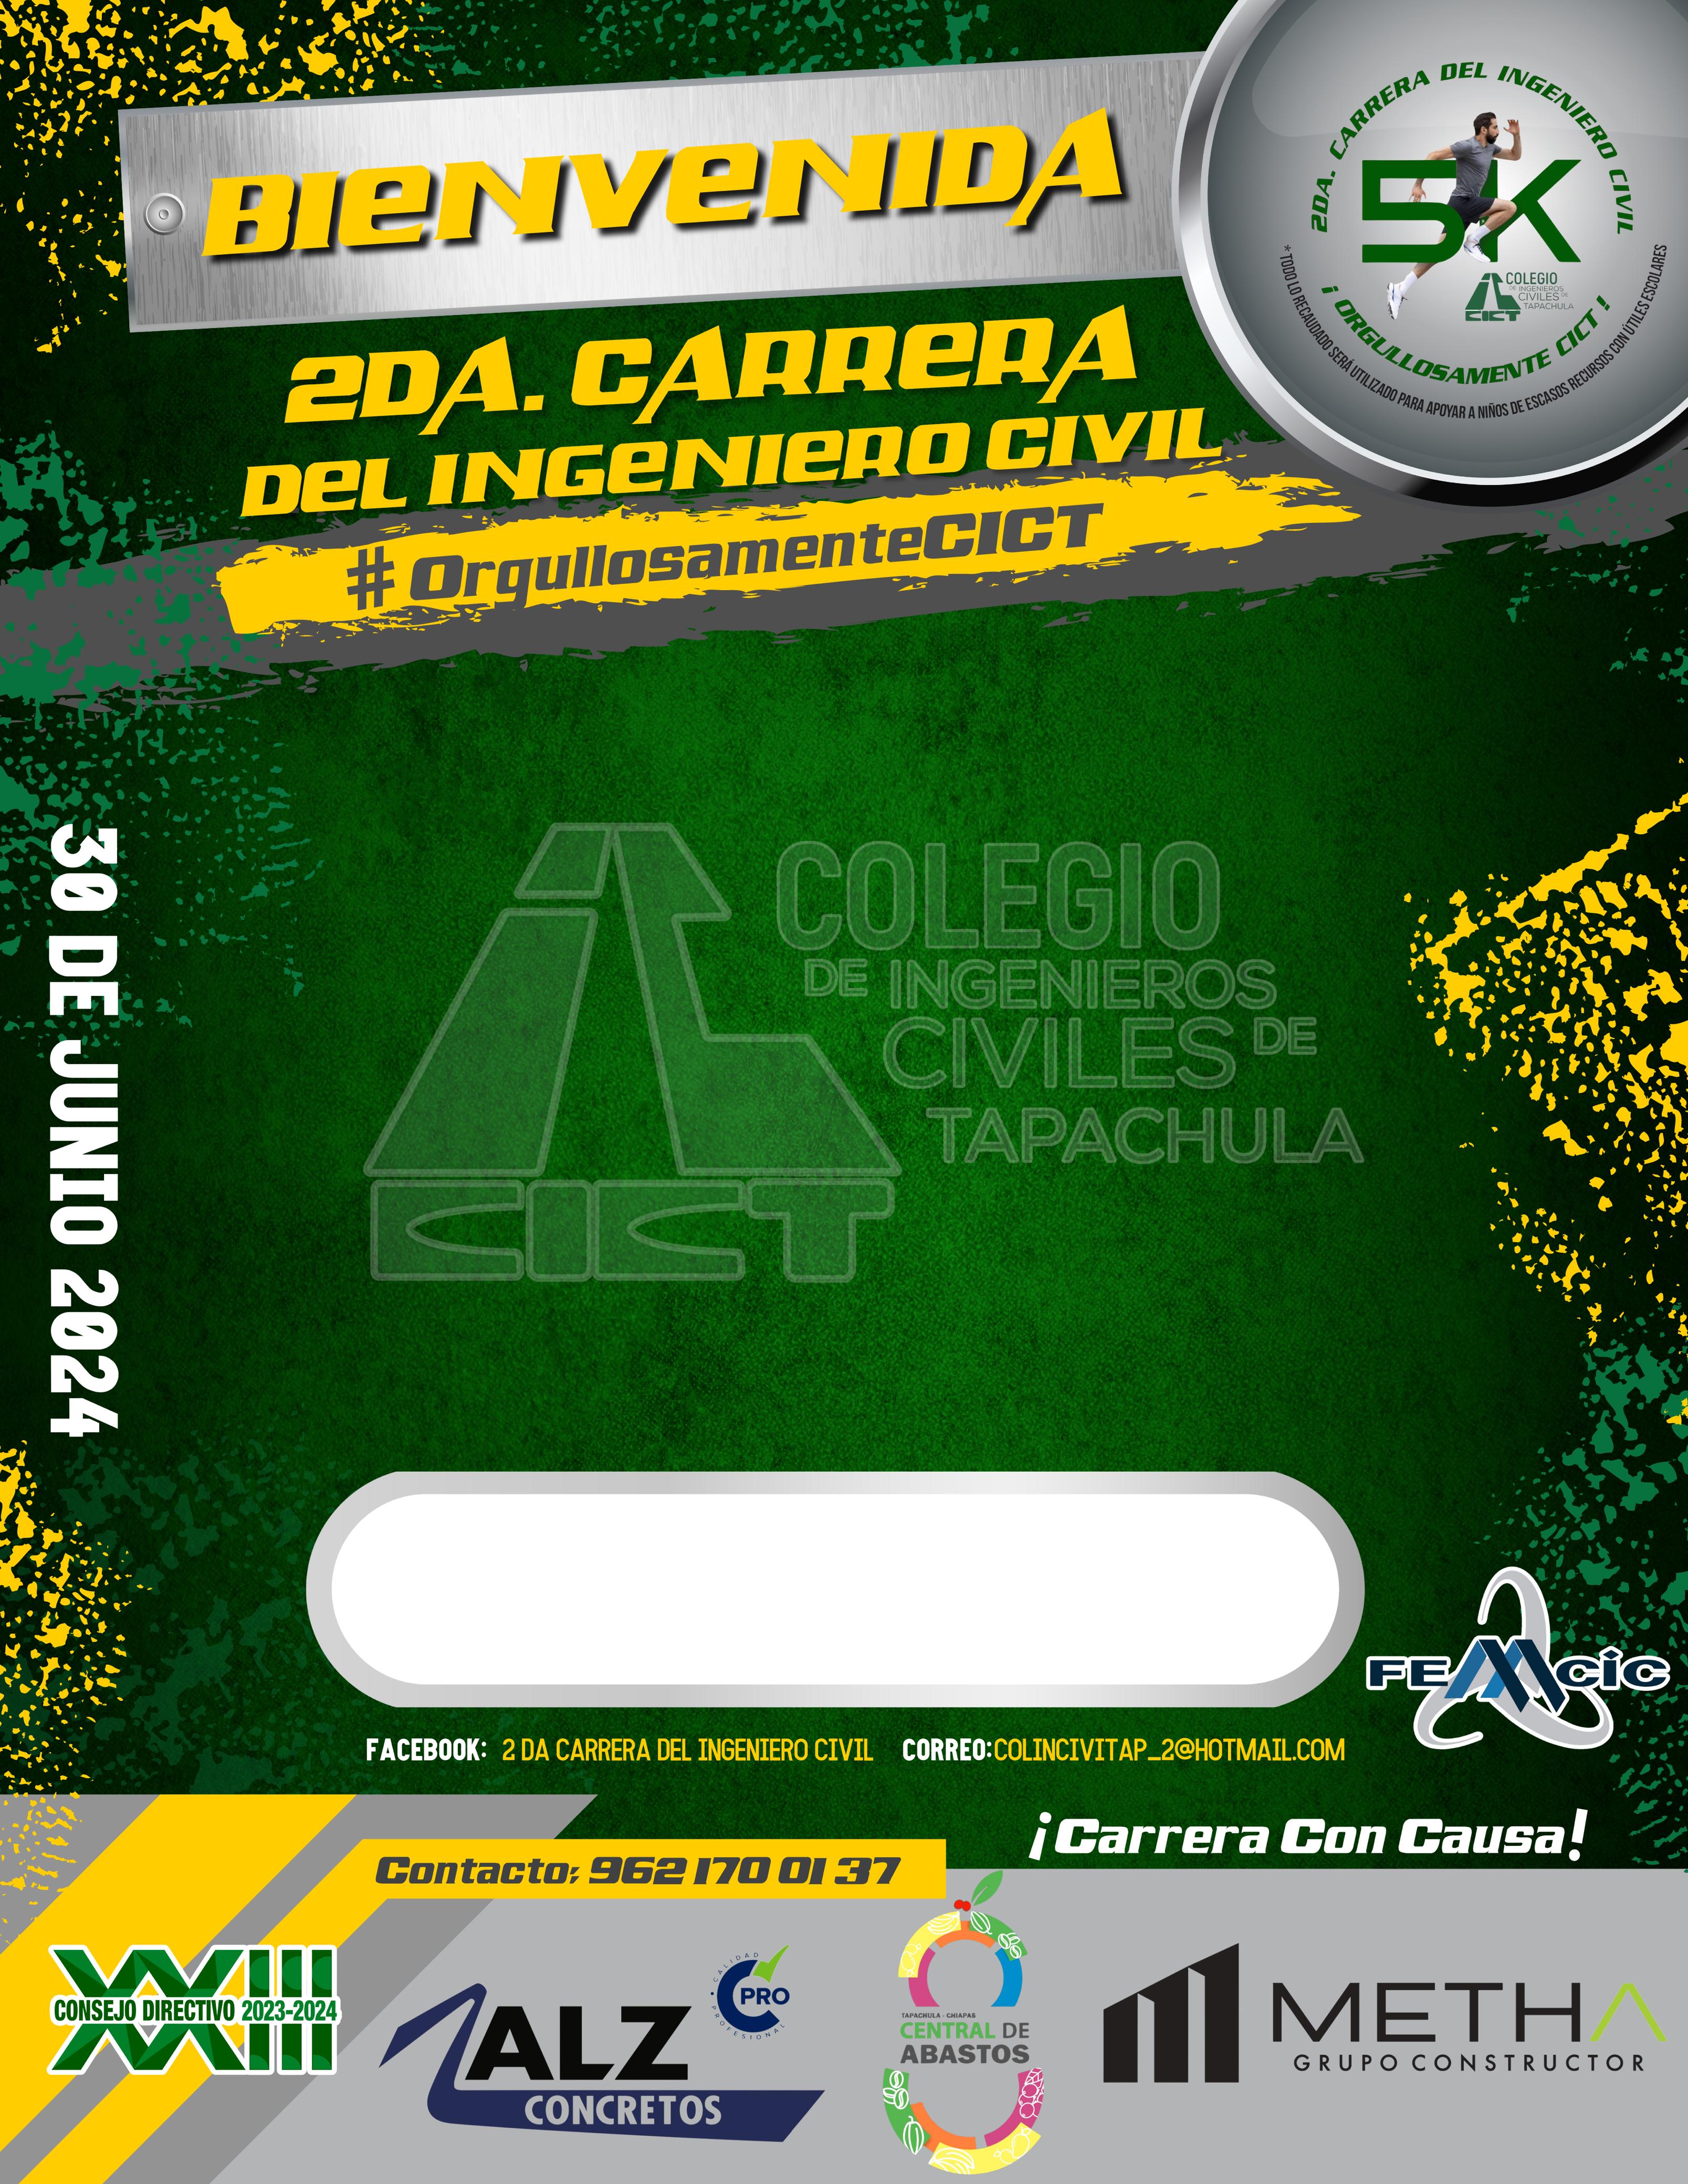 BIENVENIDA
2DA. CARRERA
DEL INGENIERO CIVIL
# OrgullosamenteCICT
2DA. CARRERA DEL INGENIERO CIVIL
5K
COLEGIO
DE INGENIEROS
CIVILES DE
TAPACHULA
CICT
¡ ORGULLOSAMENTE CICT !
* TODO LO RECAUDADO SERÁ UTILIZADO PARA APOYAR A NIÑOS DE ESCASOS RECURSOS CON ÚTILES ESCOLARES
30 DE JUNIO 2024
COLEGIO
DE INGENIEROS
CIVILES DE
TAPACHULA
CICT
FEMCIC
FACEBOOK: 2 DA CARRERA DEL INGENIERO CIVIL CORREO:COLINCIVITAP_2@HOTMAIL.COM
¡Carrera Con Causa!
Contacto; 962 170 01 37
XXIII
CONSEJO DIRECTIVO 2023-2024
ALZ
CONCRETOS
CALIDAD
CPRO
PROFESIONAL
TAPACHULA - CHIAPAS
CENTRAL DE
ABASTOS
METHA
GRUPO CONSTRUCTOR